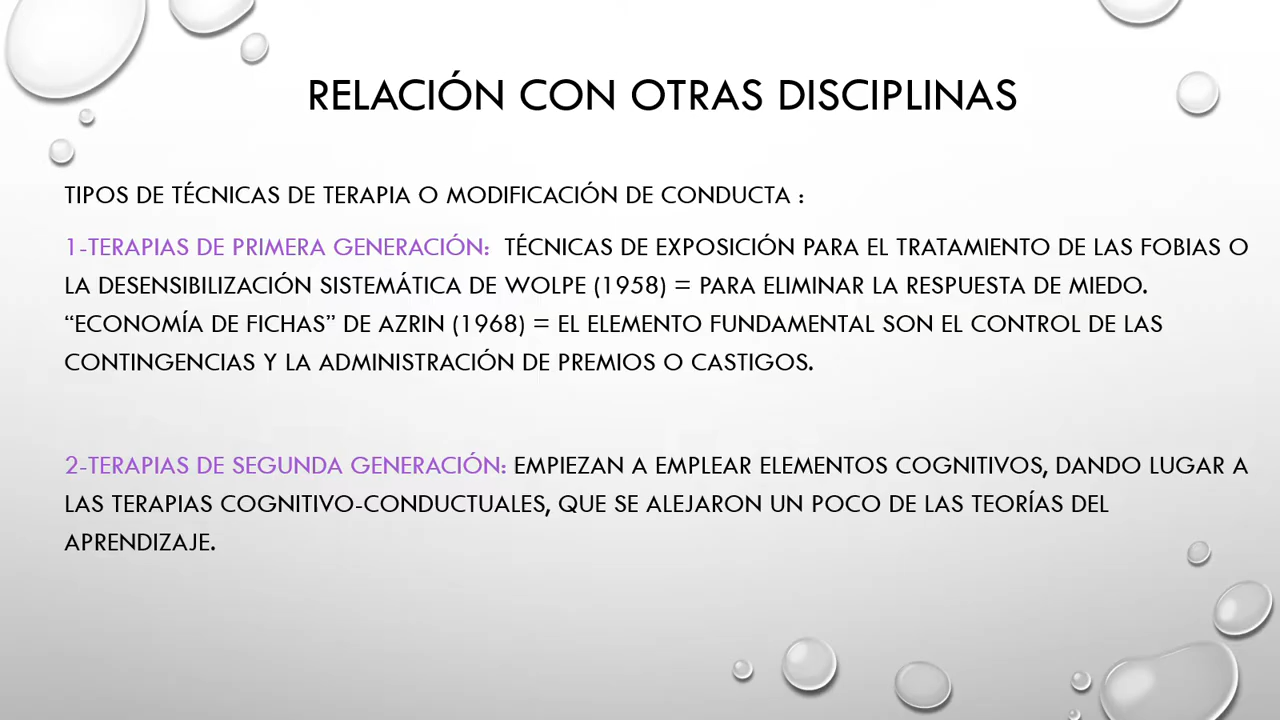 RELACIÓN CON OTRAS DISCIPLINAS
TIPOS DE TÉCNICAS DE TERAPIA O MODIFICACIÓN DE CONDUCTA :
1-TERAPIAS DE PRIMERA GENERACIÓN: TÉCNICAS DE EXPOSICIÓN PARA EL TRATAMIENTO DE LAS FOBIAS O
LA DESENSIBILIZACIÓN SISTEMÁTICA DE WOLPE (1958) = PARA ELIMINAR LA RESPUESTA DE MIEDO.
“ECONOMÍA DE FICHAS” DE AZRIN (1968) = EL ELEMENTO FUNDAMENTAL SON EL CONTROL DE LAS
CONTINGENCIAS Y LA ADMINISTRACIÓN DE PREMIOS O CASTIGOS.
2-TERAPIAS DE SEGUNDA GENERACIÓN: EMPIEZAN A EMPLEAR ELEMENTOS COGNITIVOS, DANDO LUGAR A
LAS TERAPIAS COGNITIVO-CONDUCTUALES, QUE SE ALEJARON UN POCO DE LAS TEORÍAS DEL
APRENDIZAJE.